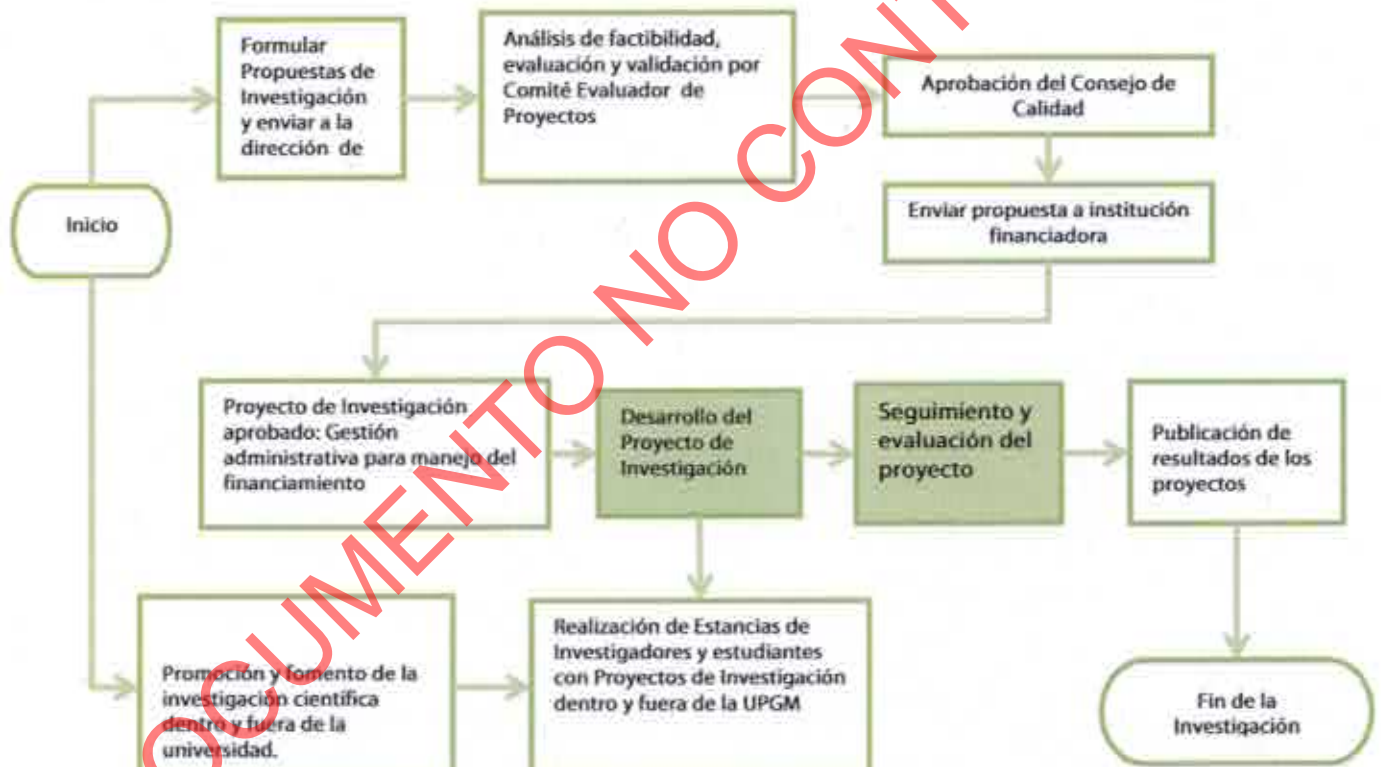 Formular
Propuestas de
Investigación
y enviar a la
dirección de
Análisis de factibilidad,
evaluación y validación por
Comité Evaluador de
Proyectos
Aprobación del Consejo de
Calidad
Inicio
Enviar propuesta a institución
financiadora
Proyecto de Investigación
aprobado: Gestión
administrativa para manejo del
financiamiento
Desarrollo del
Proyecto de
Investigación
Seguimiento y
evaluación del
proyecto
Publicación de
resultados de los
proyectos
Promoción y fomento de la
investigación científica
dentro y fuera de la
universidad.
Realización de Estancias de
Investigadores y estudiantes
con Proyectos de Investigación
dentro y fuera de la UPGM
Fin de la
Investigación
OCUMENTO NO CONT